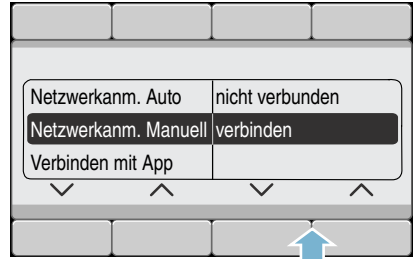 Netzwerkanm. Auto nicht verbunden
Netzwerkanm. Manuell verbinden
Verbinden mit App